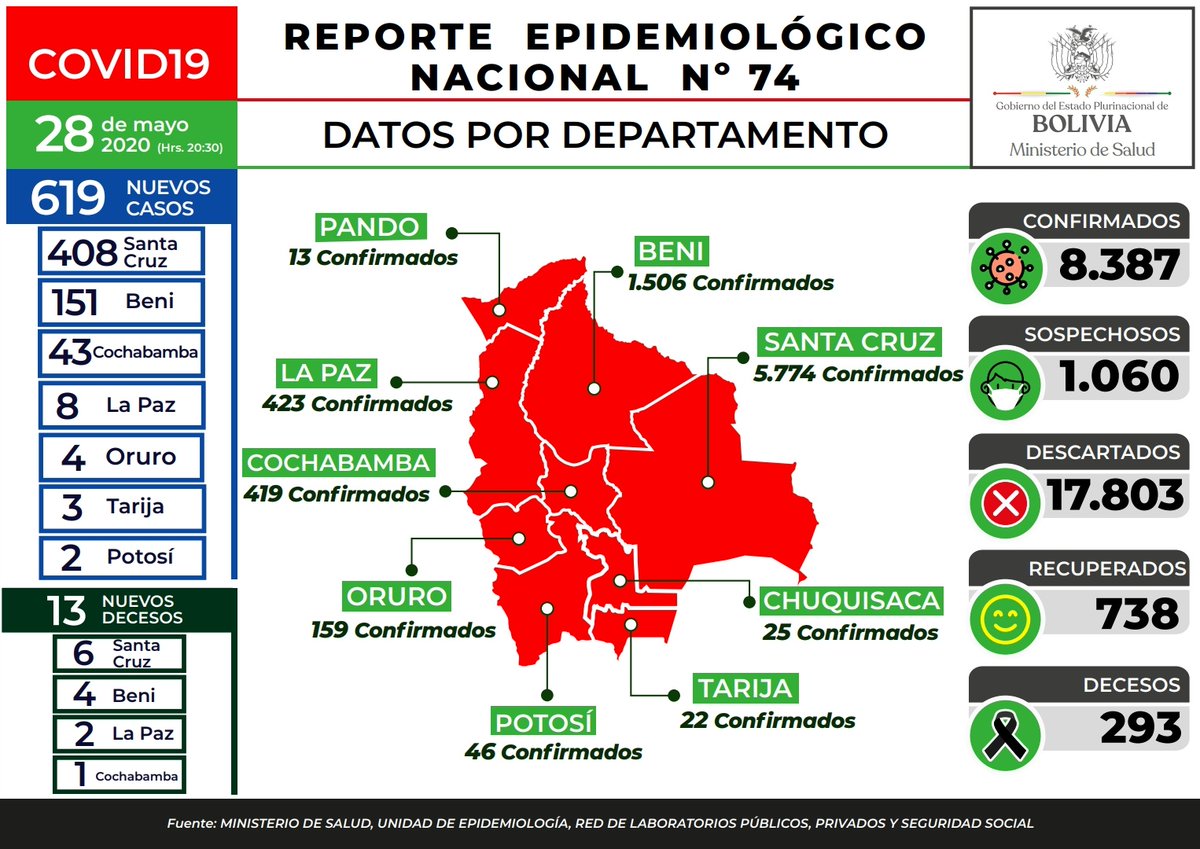 COVID19
REPORTE EPIDEMIOLÓGICO
NACIONAL Nº 74
Gobierno del Estado Plurinacional de
BOLIVIA
Ministerio de Salud
28 de mayo
2020 (Hrs. 20:30)
DATOS POR DEPARTAMENTO
619 NUEVOS
CASOS
408 Santa
Cruz
151 Beni
43 Cochabamba
8 La Paz
4 Oruro
3 Tarija
2 Potosí
13 NUEVOS
DECESOS
6 Santa
Cruz
4 Beni
2 La Paz
1 Cochabamba
PANDO
13 Confirmados
BENI
1.506 Confirmados
SANTA CRUZ
5.774 Confirmados
LA PAZ
423 Confirmados
COCHABAMBA
419 Confirmados
ORURO
159 Confirmados
CHUQUISACA
25 Confirmados
TARIJA
22 Confirmados
POTOSÍ
46 Confirmados
CONFIRMADOS
8.387
SOSPECHOSOS
1.060
DESCARTADOS
17.803
RECUPERADOS
738
DECESOS
293
Fuente: MINISTERIO DE SALUD, UNIDAD DE EPIDEMIOLOGÍA, RED DE LABORATORIOS PÚBLICOS, PRIVADOS Y SEGURIDAD SOCIAL